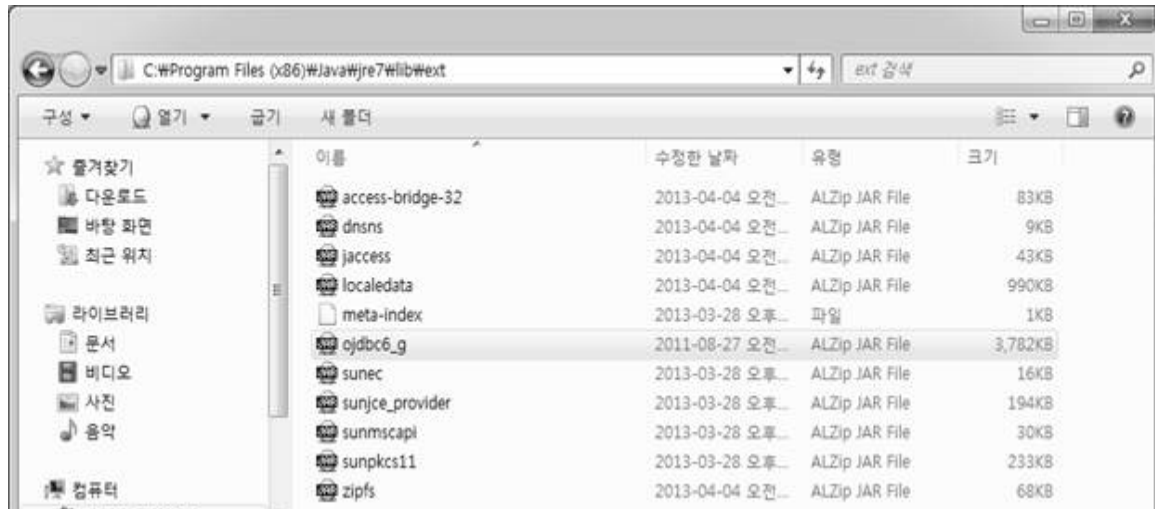 C:₩Program Files (x86)₩Java₩jre7₩lib₩ext
ext 검색
구성 열기 굽기 새 폴더
즐겨찾기
다운로드
바탕 화면
최근 위치
라이브러리
문서
비디오
사진
음악
컴퓨터
이름 수정한 날짜 유형 크기
access-bridge-32 2013-04-04 오전... ALZip JAR File 83KB
dnsns 2013-04-04 오전... ALZip JAR File 9KB
jaccess 2013-04-04 오전... ALZip JAR File 43KB
localedata 2013-04-04 오전... ALZip JAR File 990KB
meta-index 2013-03-28 오후... 파일 1KB
ojdbc6_g 2011-08-27 오전... ALZip JAR File 3,782KB
sunec 2013-03-28 오후... ALZip JAR File 16KB
sunjce_provider 2013-03-28 오후... ALZip JAR File 194KB
sunmscapi 2013-03-28 오후... ALZip JAR File 30KB
sunpkcs11 2013-03-28 오후... ALZip JAR File 233KB
zipfs 2013-04-04 오전... ALZip JAR File 68KB